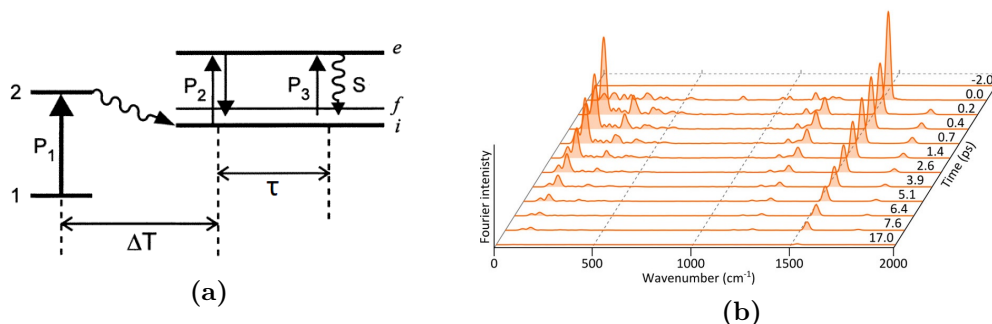 e
P₂
P₃
S
2
f
i
P₁
τ
1
ΔT
(a)
-2.0
0.0
0.2
0.4
0.7
1.4
2.6
3.9
5.1
6.4
7.6
17.0
Time (ps)
Fourier intenisty
0
500
1000
1500
2000
Wavenumber (cm⁻¹)
(b)